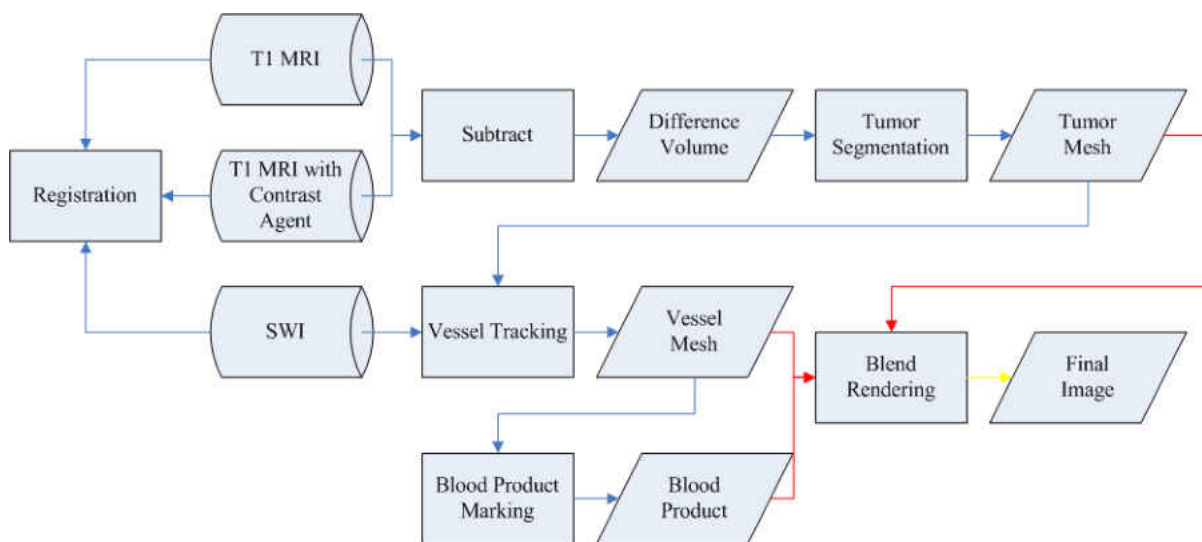 T1 MRI
Subtract
Difference
Volume
Tumor
Segmentation
Tumor
Mesh
Registration
T1 MRI with
Contrast
Agent
SWI
Vessel Tracking
Vessel
Mesh
Blend
Rendering
Final
Image
Blood Product
Marking
Blood
Product